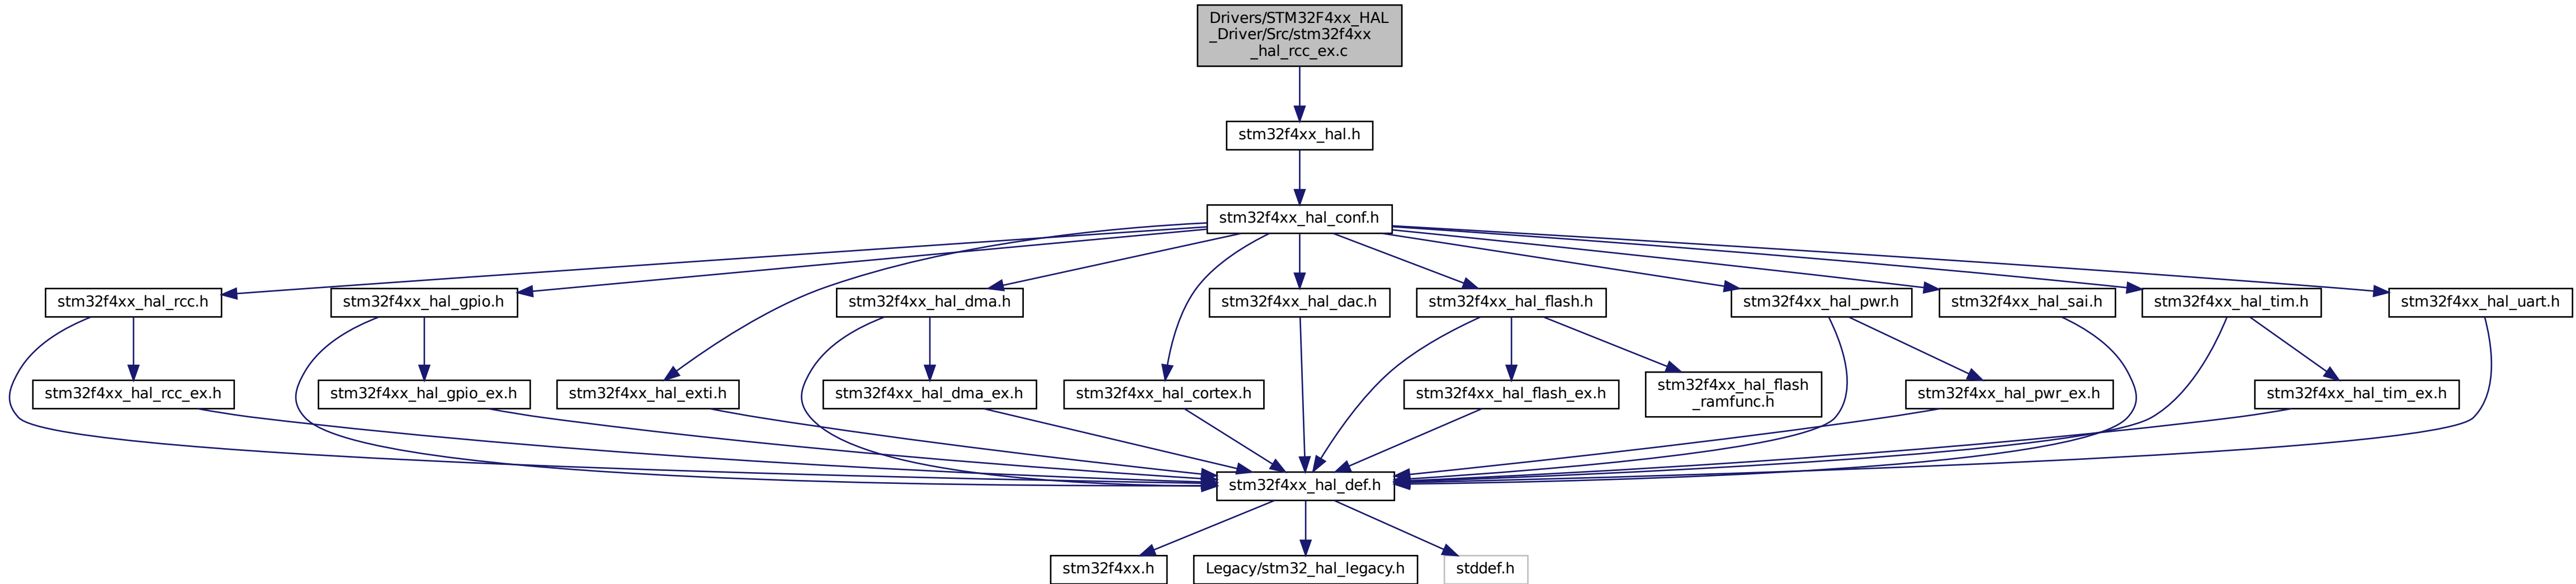 Drivers/STM32F4xx_HAL
_Driver/Src/stm32f4xx
_hal_rcc_ex.c
stm32f4xx_hal.h
stm32f4xx_hal_conf.h
stm32f4xx_hal_rcc.h
stm32f4xx_hal_gpio.h
stm32f4xx_hal_dma.h
stm32f4xx_hal_dac.h
stm32f4xx_hal_flash.h
stm32f4xx_hal_pwr.h
stm32f4xx_hal_sai.h
stm32f4xx_hal_tim.h
stm32f4xx_hal_uart.h
stm32f4xx_hal_rcc_ex.h
stm32f4xx_hal_gpio_ex.h
stm32f4xx_hal_exti.h
stm32f4xx_hal_dma_ex.h
stm32f4xx_hal_cortex.h
stm32f4xx_hal_flash_ex.h
stm32f4xx_hal_flash
_ramfunc.h
stm32f4xx_hal_pwr_ex.h
stm32f4xx_hal_tim_ex.h
stm32f4xx_hal_def.h
stm32f4xx.h
Legacy/stm32_hal_legacy.h
stddef.h